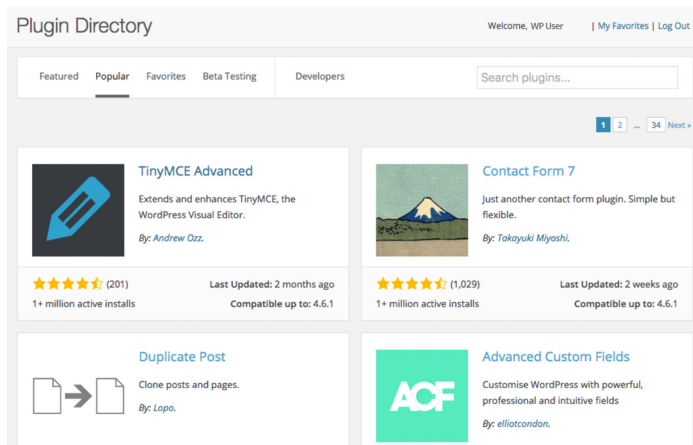 Plugin Directory
Welcome, WP User | My Favorites | Log Out
Featured Popular Favorites Beta Testing Developers Search plugins...
1 2 ... 34 Next »
TinyMCE Advanced
Extends and enhances TinyMCE, the
WordPress Visual Editor.
By: Andrew Ozz.
(201) Last Updated: 2 months ago
1+ million active installs Compatible up to: 4.6.1
Contact Form 7
Just another contact form plugin. Simple but
flexible.
By: Takayuki Miyoshi.
(1,029) Last Updated: 2 weeks ago
1+ million active installs Compatible up to: 4.6.1
Duplicate Post
Clone posts and pages.
By: Lopo.
ACF
Advanced Custom Fields
Customise WordPress with powerful,
professional and intuitive fields
By: elliotcondon.